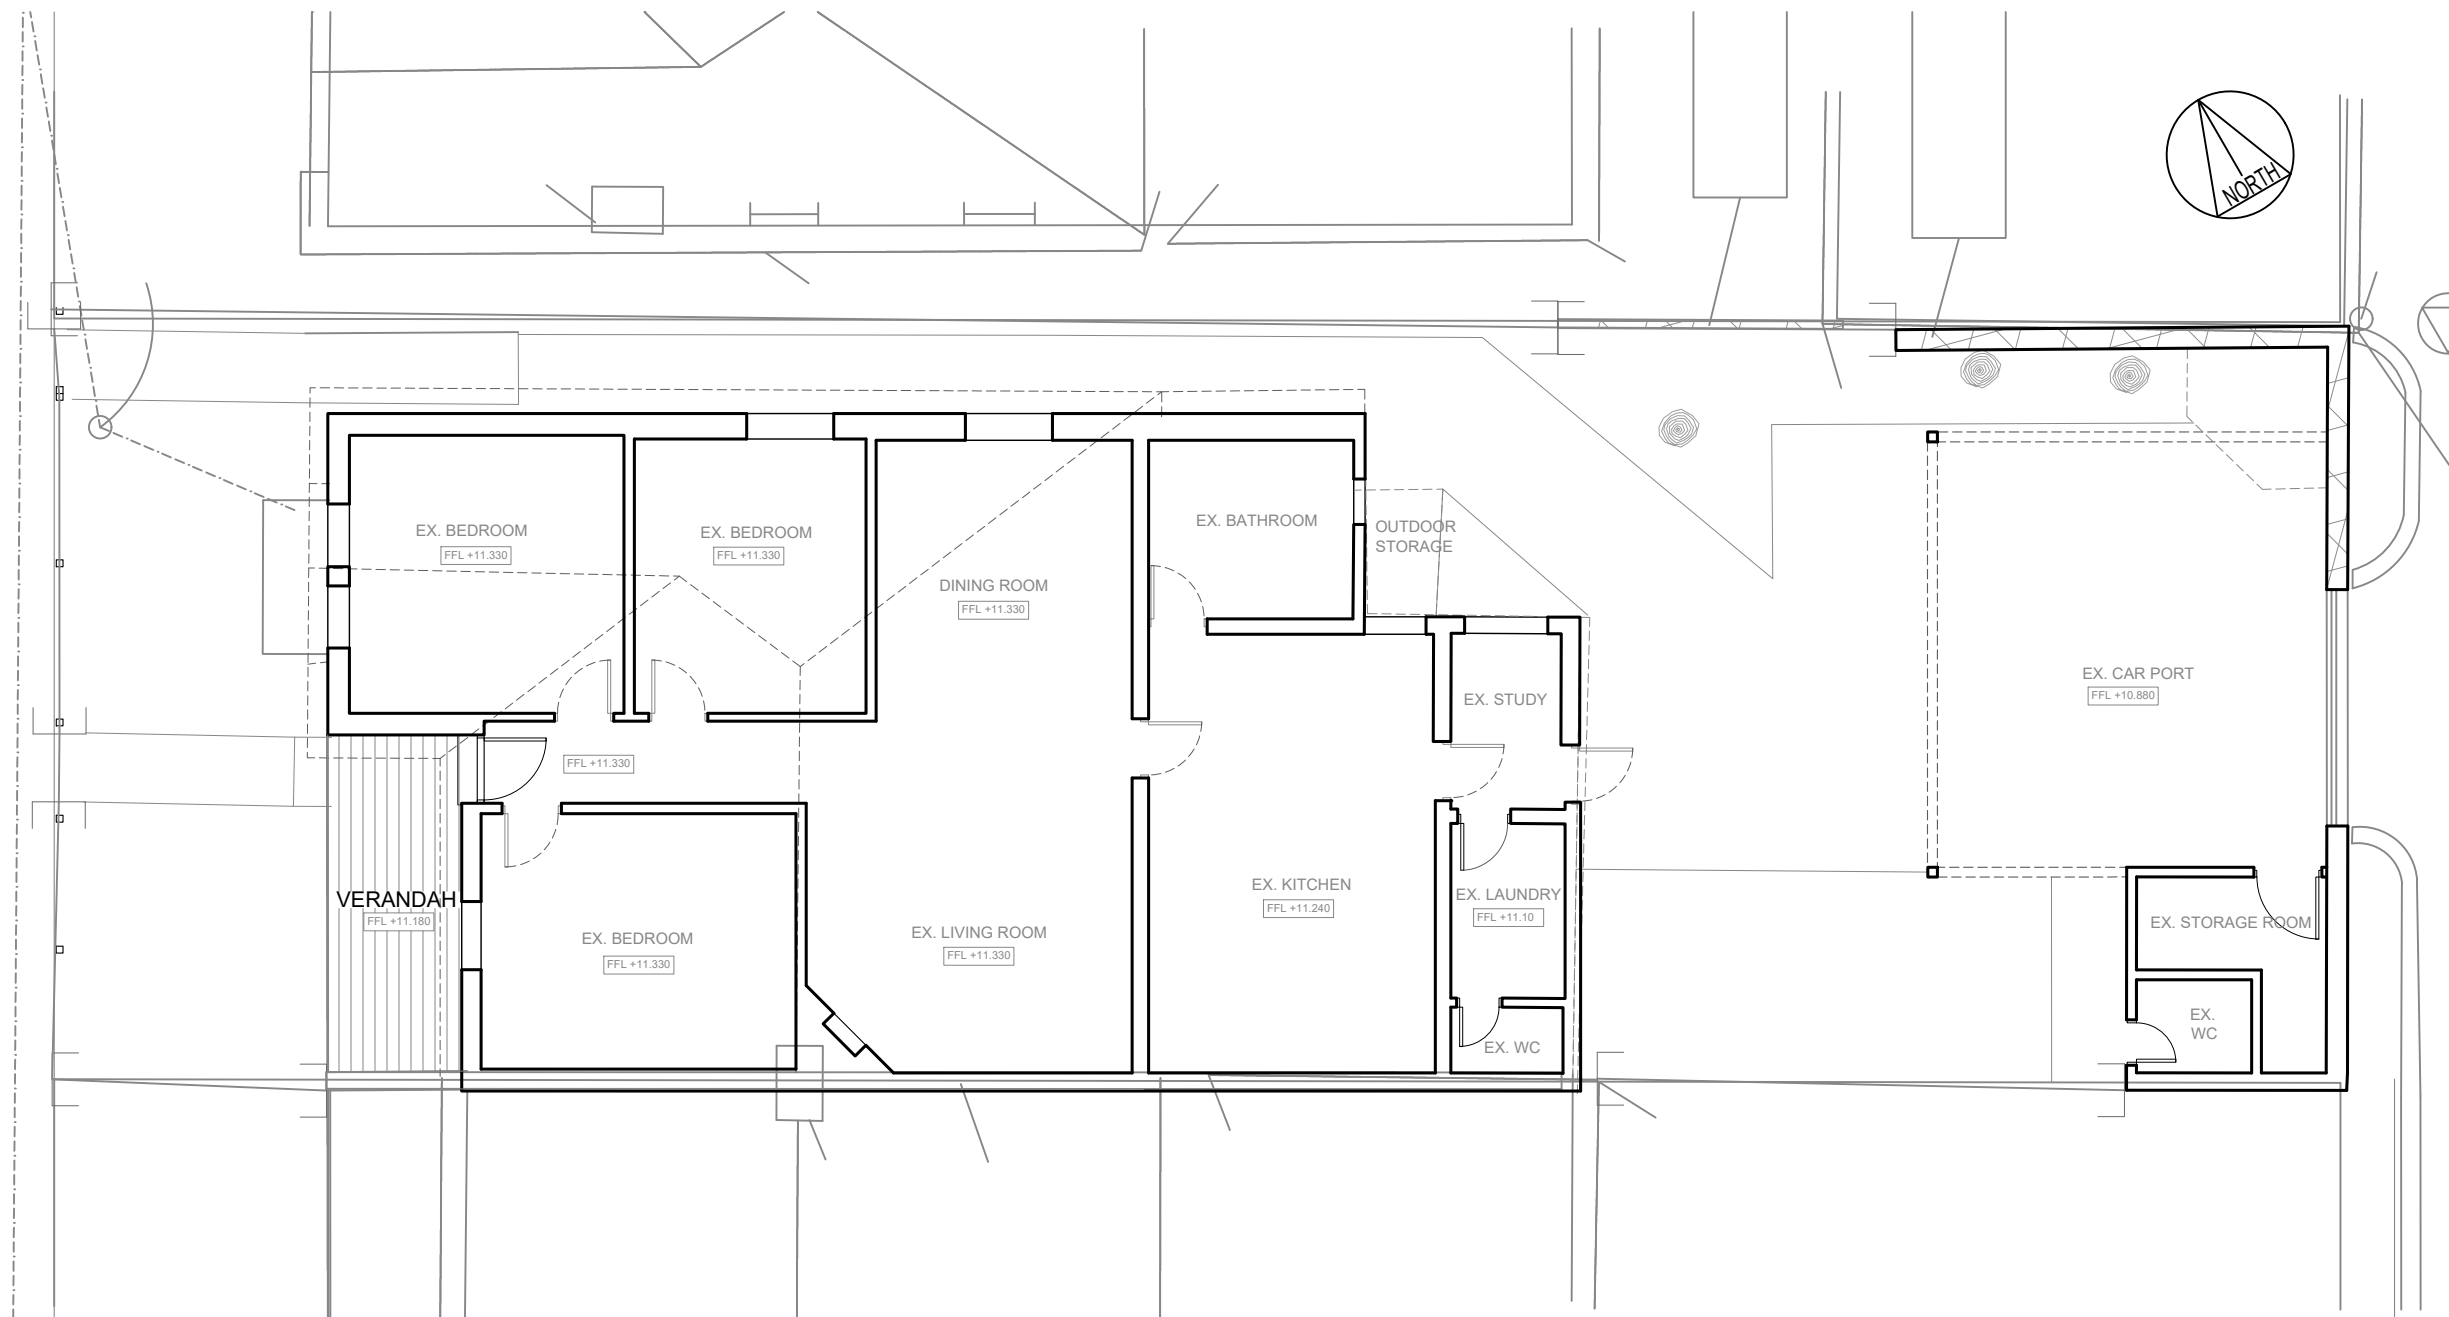 NORTH
EX. BEDROOM
FFL +11.330
EX. BEDROOM
FFL +11.330
DINING ROOM
FFL +11.330
EX. BATHROOM
OUTDOOR
STORAGE
EX. STUDY
EX. CAR PORT
FFL +10.880
FFL +11.330
VERANDAH
FFL +11.180
EX. BEDROOM
FFL +11.330
EX. LIVING ROOM
FFL +11.330
EX. KITCHEN
FFL +11.240
EX. LAUNDRY
FFL +11.10
EX. WC
EX. STORAGE ROOM
EX.
WC